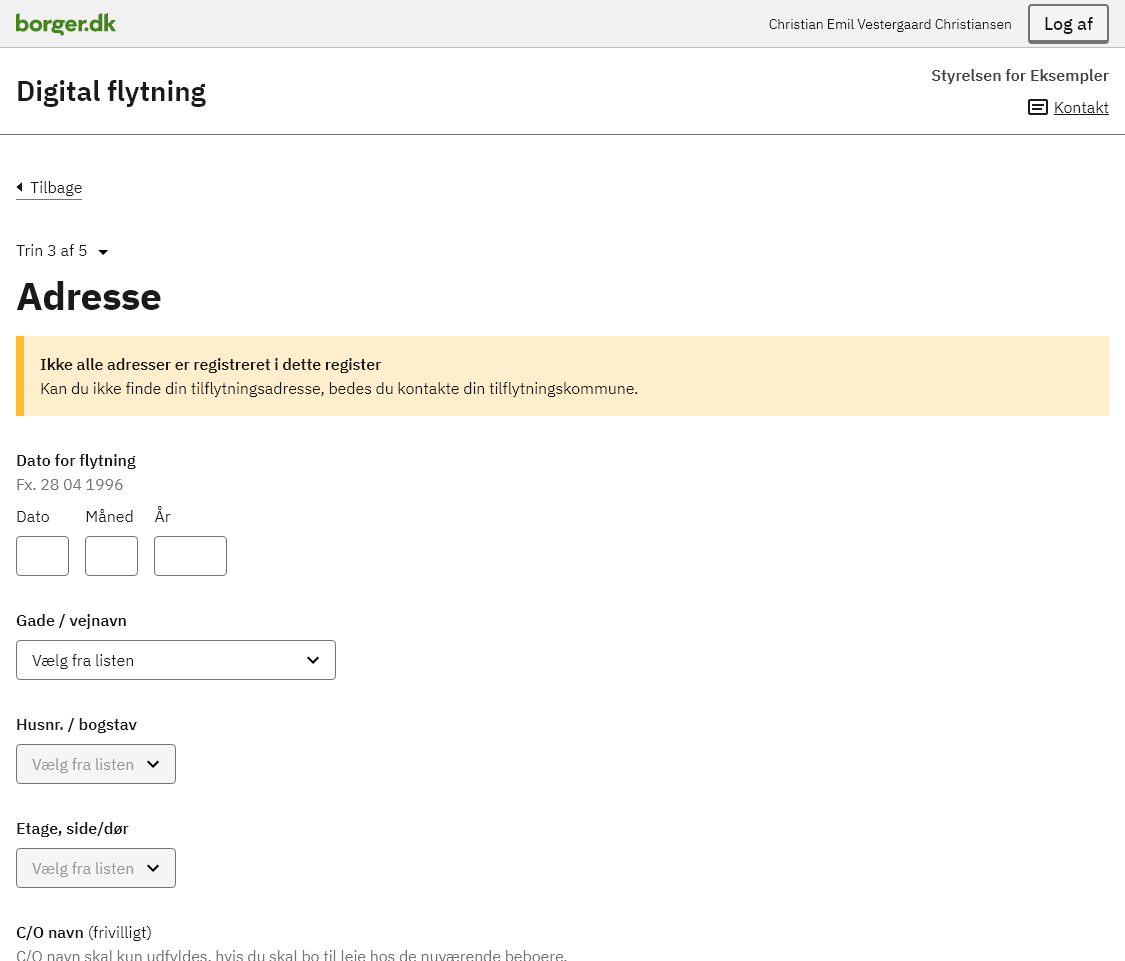 borger.dk
Christian Emil Vestergaard Christiansen
Log af
Digital flytning
Styrelsen for Eksempler
Kontakt
Tilbage
Trin 3 af 5
Adresse
Ikke alle adresser er registreret i dette register
Kan du ikke finde din tilflytningsadresse, bedes du kontakte din tilflytningskommune.
Dato for flytning
Fx. 28 04 1996
Dato Måned År
Gade / vejnavn
Vælg fra listen
Husnr. / bogstav
Vælg fra listen
Etage, side/dør
Vælg fra listen
C/O navn (frivilligt)
C/O navn skal kun udfyldes, hvis du skal bo til leje hos de nuværende beboere.